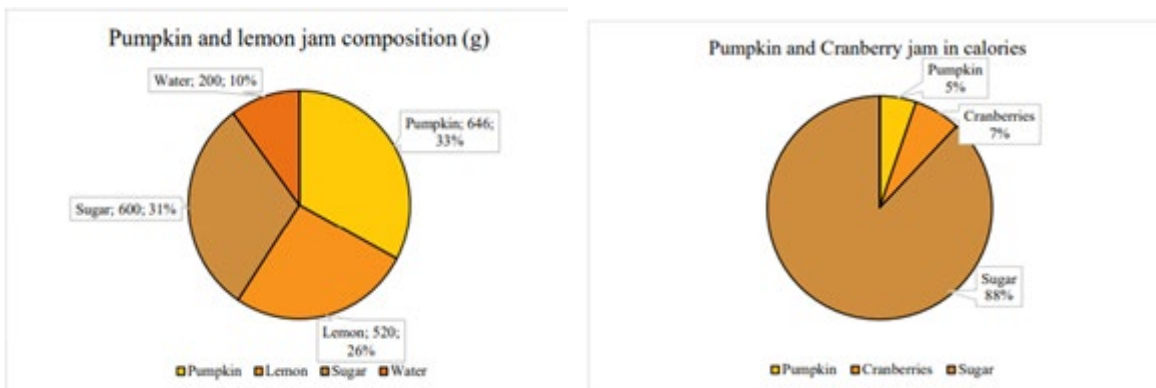 Pumpkin and lemon jam composition (g)
Water; 200; 10%
Pumpkin; 646;
33%
Sugar; 600; 31%
Lemon; 520;
26%
Pumpkin Lemon Sugar Water
Pumpkin and Cranberry jam in calories
Pumpkin
5%
Cranberries
7%
Sugar
88%
Pumpkin Cranberries Sugar